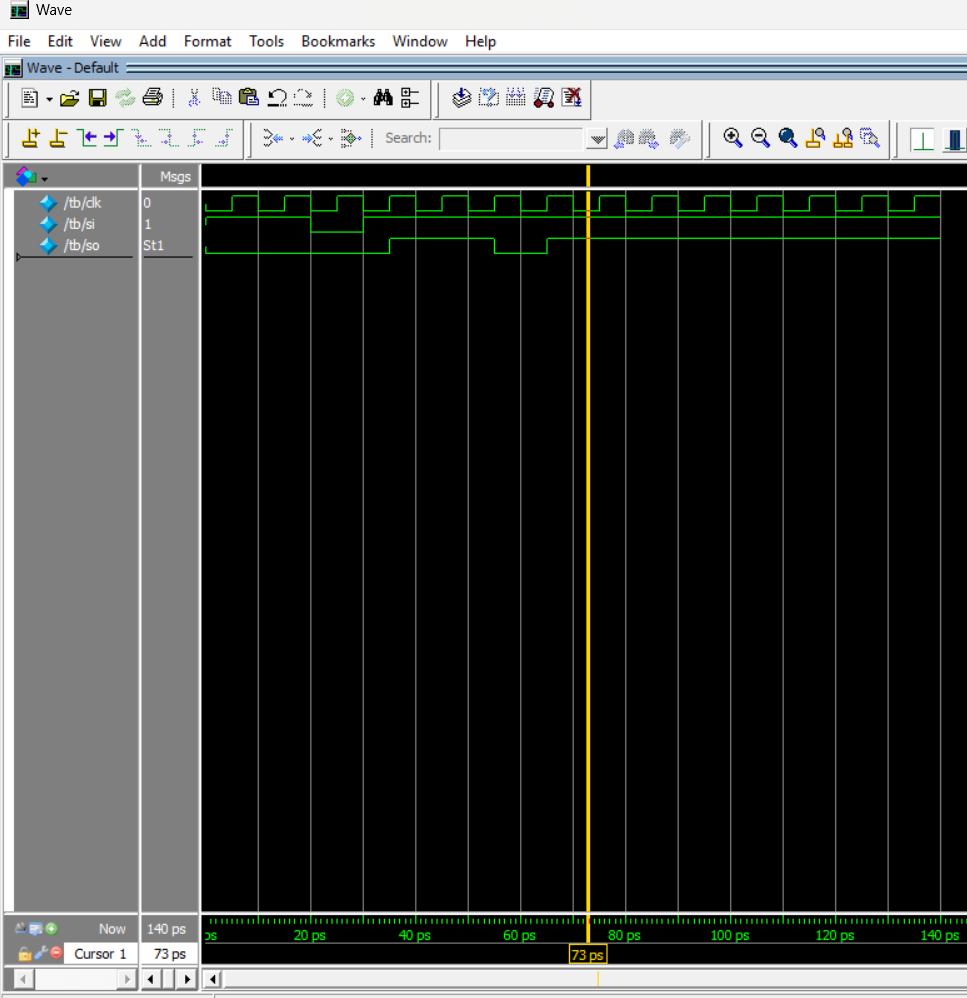 Wave
File Edit View Add Format Tools Bookmarks Window Help
Wave - Default
Search:
Msgs
/tb/clk 0
/tb/si 1
/tb/so St1
Now 140 ps
ps 20 ps 40 ps 60 ps 80 ps 100 ps 120 ps 140 ps
Cursor 1 73 ps
73 ps